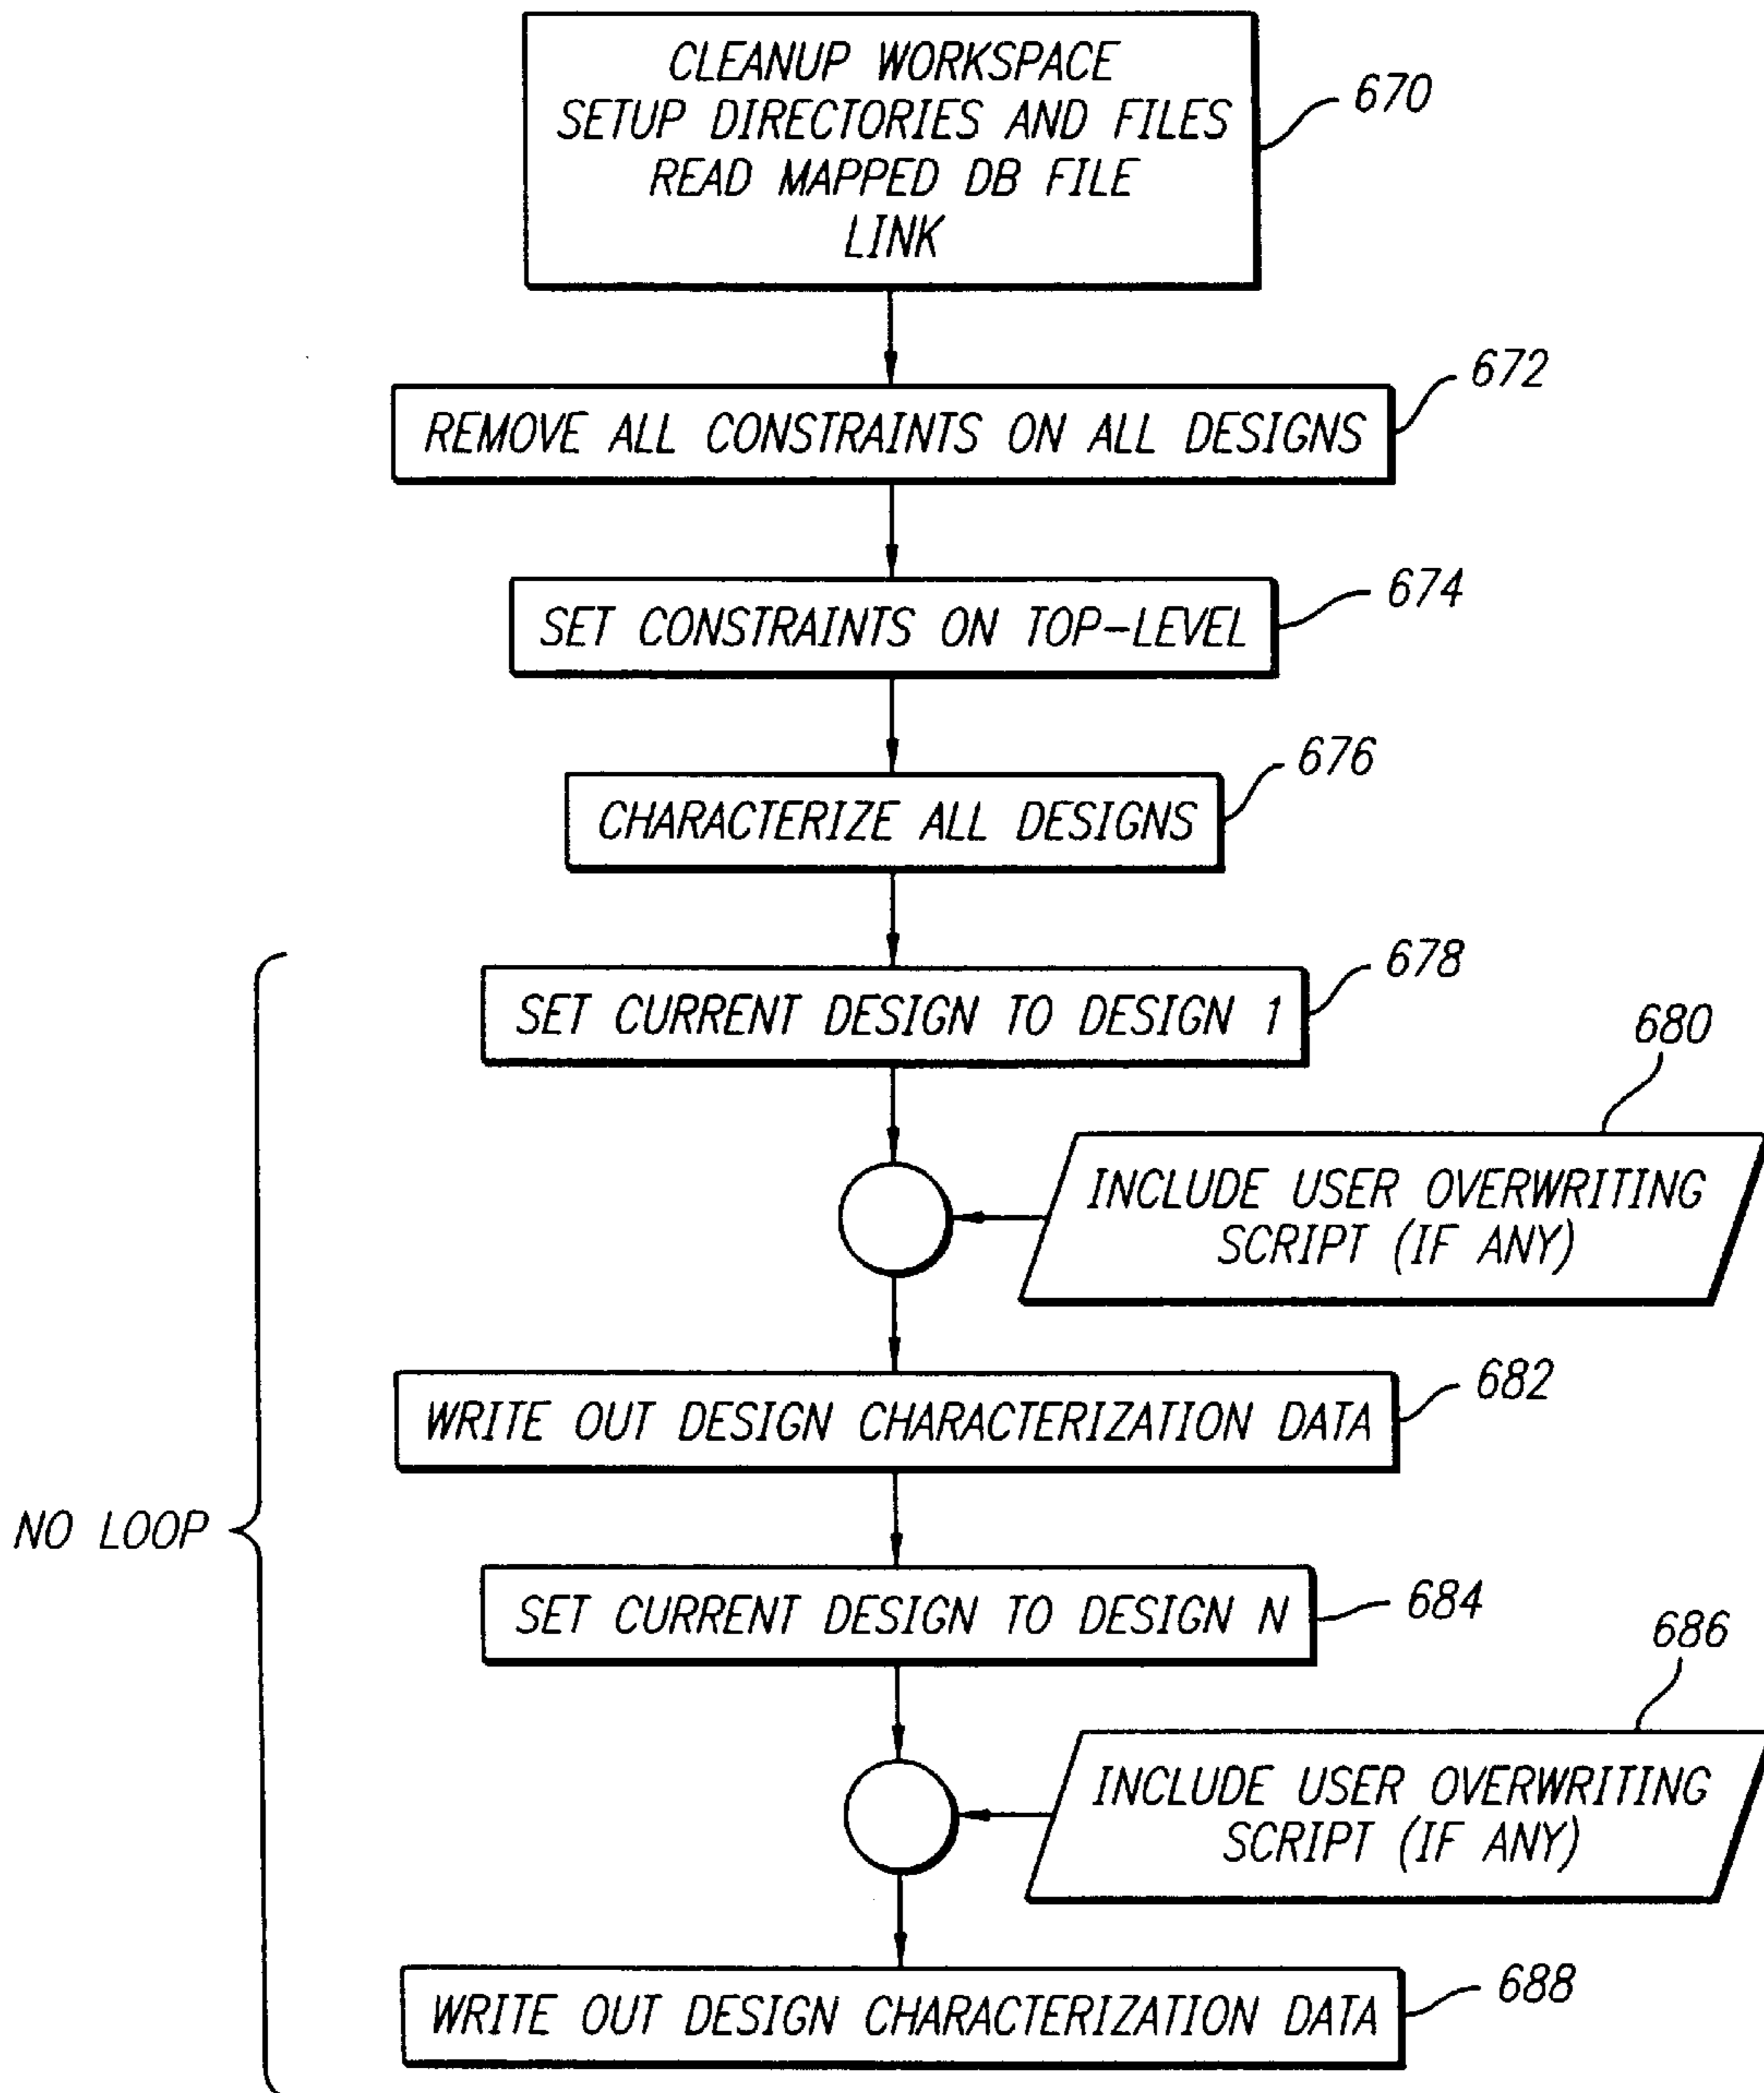 CLEANUP WORKSPACE
SETUP DIRECTORIES AND FILES
READ MAPPED DB FILE
LINK
670
REMOVE ALL CONSTRAINTS ON ALL DESIGNS
672
SET CONSTRAINTS ON TOP-LEVEL
674
CHARACTERIZE ALL DESIGNS
676
SET CURRENT DESIGN TO DESIGN 1
678
INCLUDE USER OVERWRITING
SCRIPT (IF ANY)
680
WRITE OUT DESIGN CHARACTERIZATION DATA
682
NO LOOP
SET CURRENT DESIGN TO DESIGN N
684
INCLUDE USER OVERWRITING
SCRIPT (IF ANY)
686
WRITE OUT DESIGN CHARACTERIZATION DATA
688